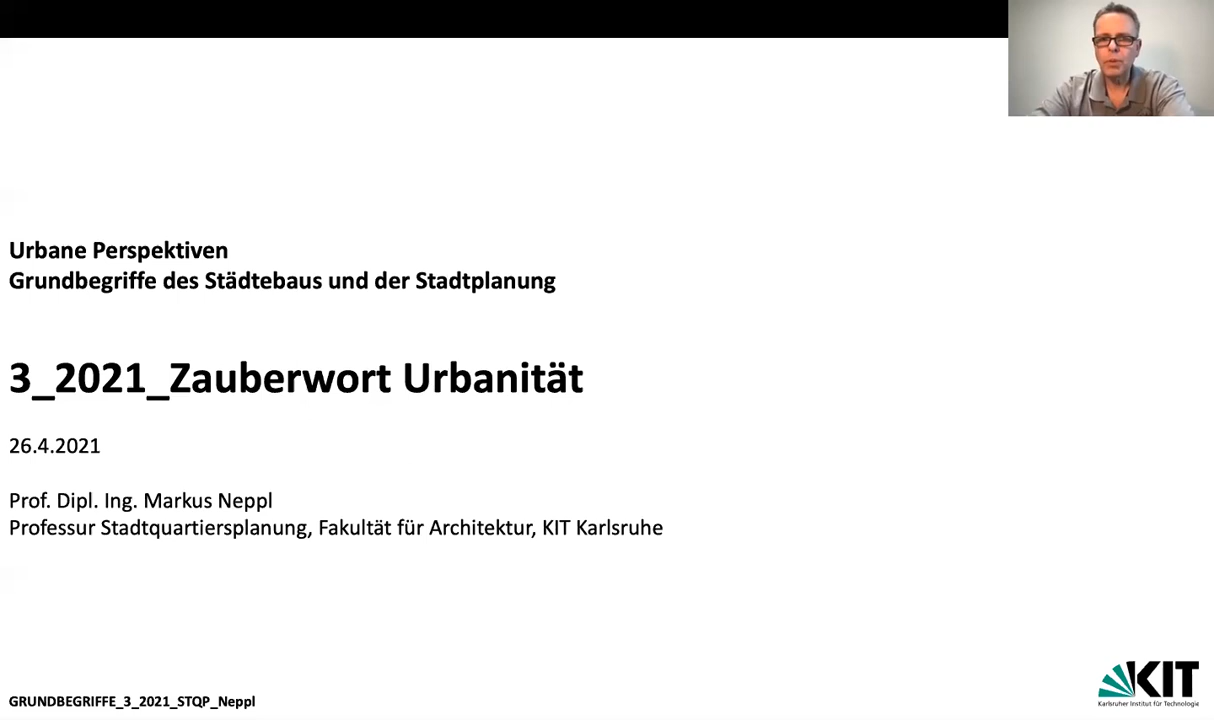 Urbane Perspektiven
Grundbegriffe des Städtebaus und der Stadtplanung
3_2021_Zauberwort Urbanität
26.4.2021
Prof. Dipl. Ing. Markus Neppl
Professur Stadtquartiersplanung, Fakultät für Architektur, KIT Karlsruhe
GRUNDBEGRIFFE_3_2021_STQP_Neppl
KIT
Karlsruher Institut für Technologie